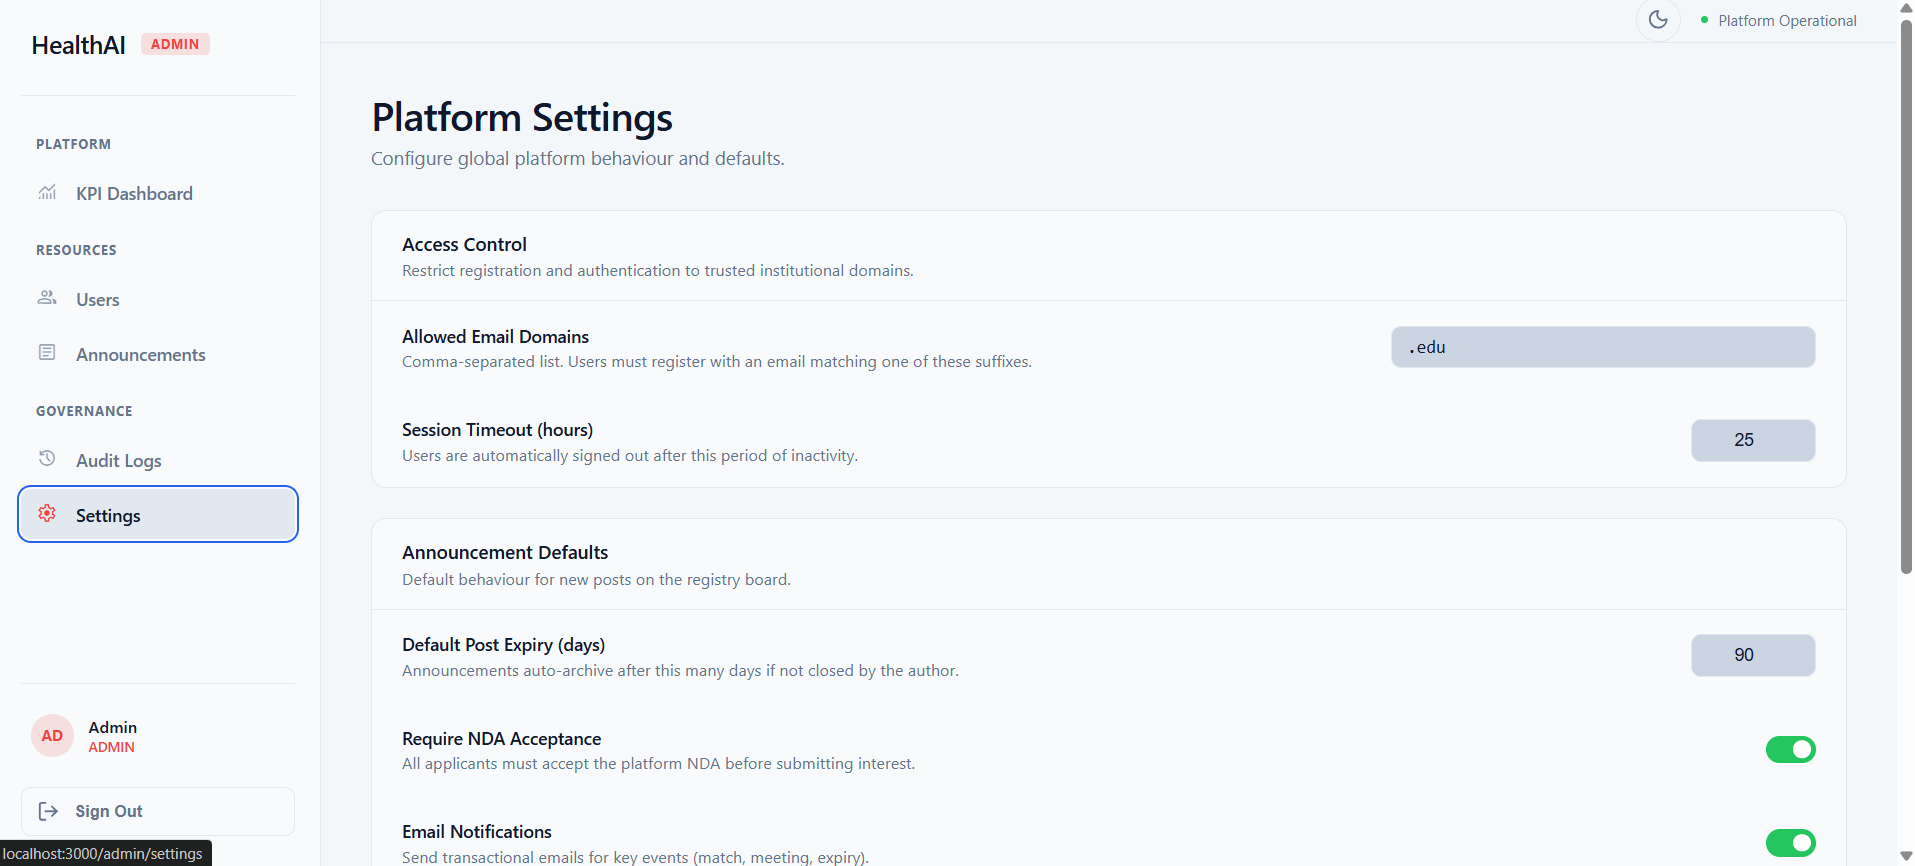 HealthAI ADMIN
PLATFORM
KPI Dashboard
RESOURCES
Users
Announcements
GOVERNANCE
Audit Logs
Settings
AD
Admin
ADMIN
Sign Out
localhost:3000/admin/settings
Platform Operational
Platform Settings
Configure global platform behaviour and defaults.
Access Control
Restrict registration and authentication to trusted institutional domains.
Allowed Email Domains
Comma-separated list. Users must register with an email matching one of these suffixes.
.edu
Session Timeout (hours)
Users are automatically signed out after this period of inactivity.
25
Announcement Defaults
Default behaviour for new posts on the registry board.
Default Post Expiry (days)
Announcements auto-archive after this many days if not closed by the author.
90
Require NDA Acceptance
All applicants must accept the platform NDA before submitting interest.
Email Notifications
Send transactional emails for key events (match, meeting, expiry).